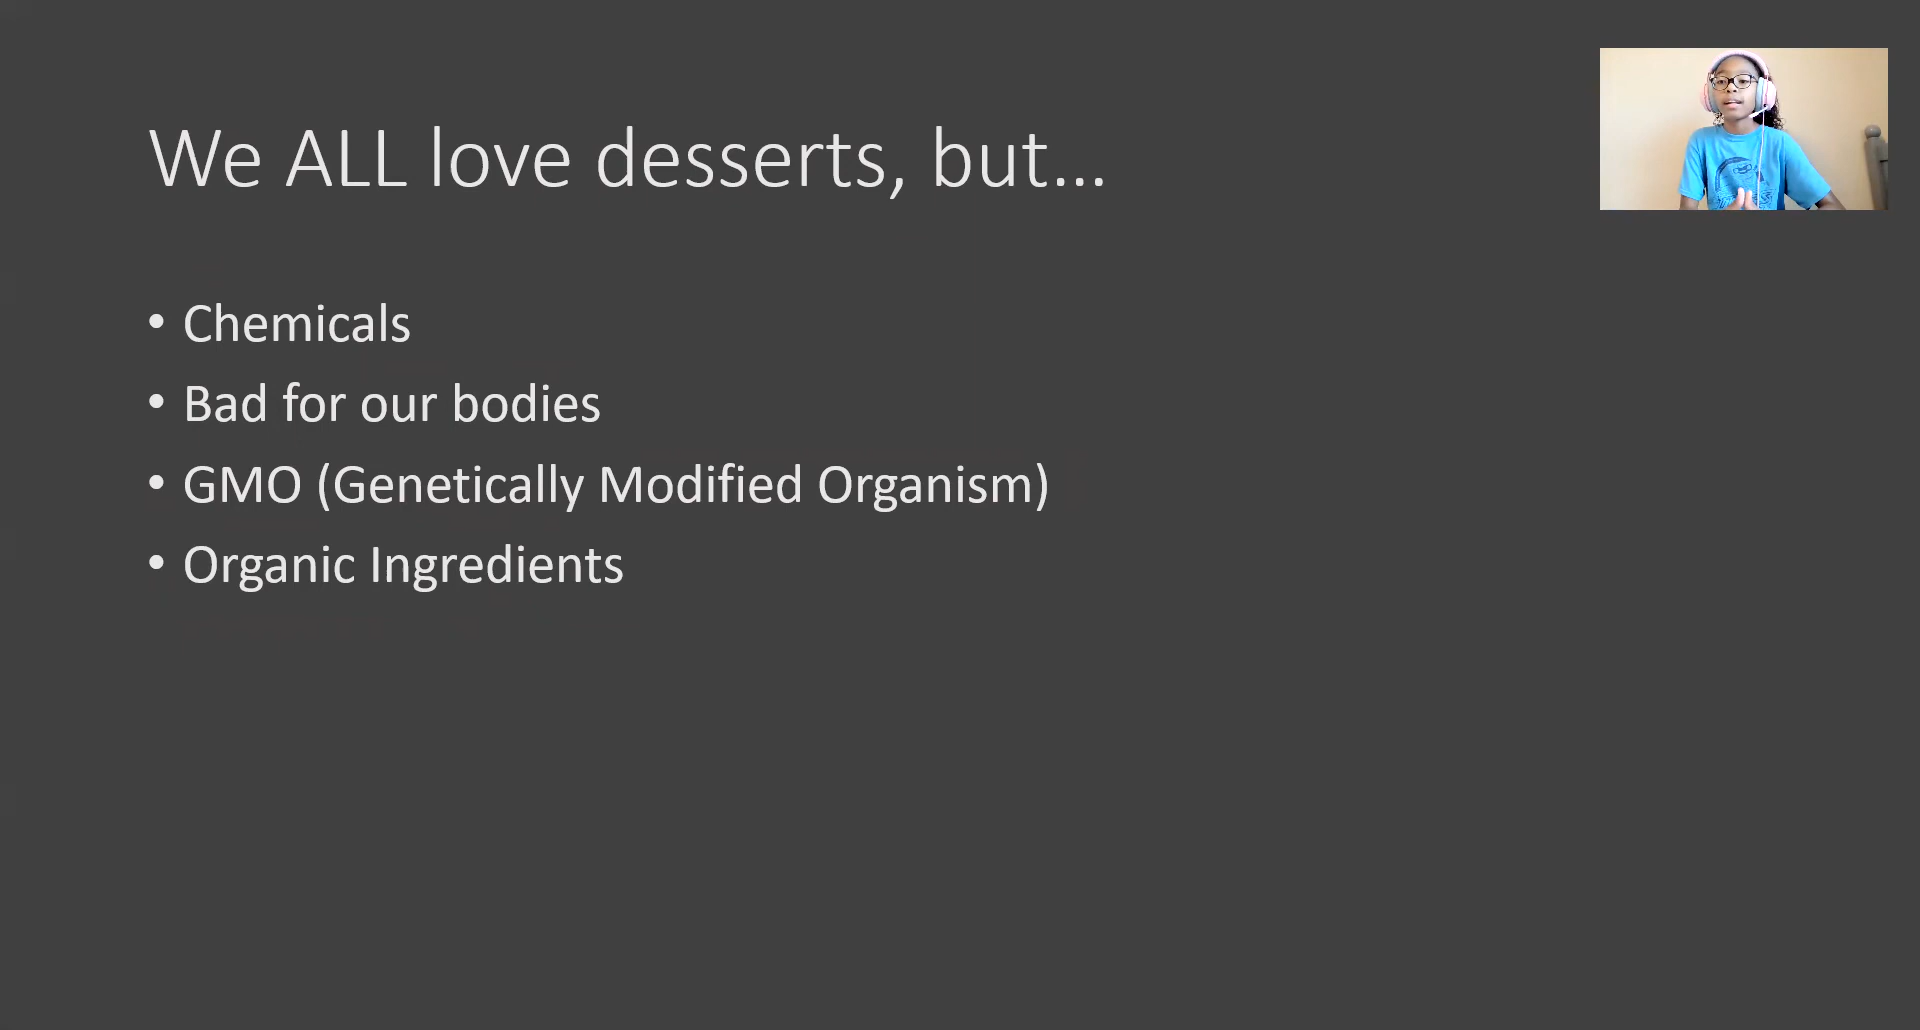 We ALL love desserts, but...
• Chemicals
• Bad for our bodies
• GMO (Genetically Modified Organism)
• Organic Ingredients